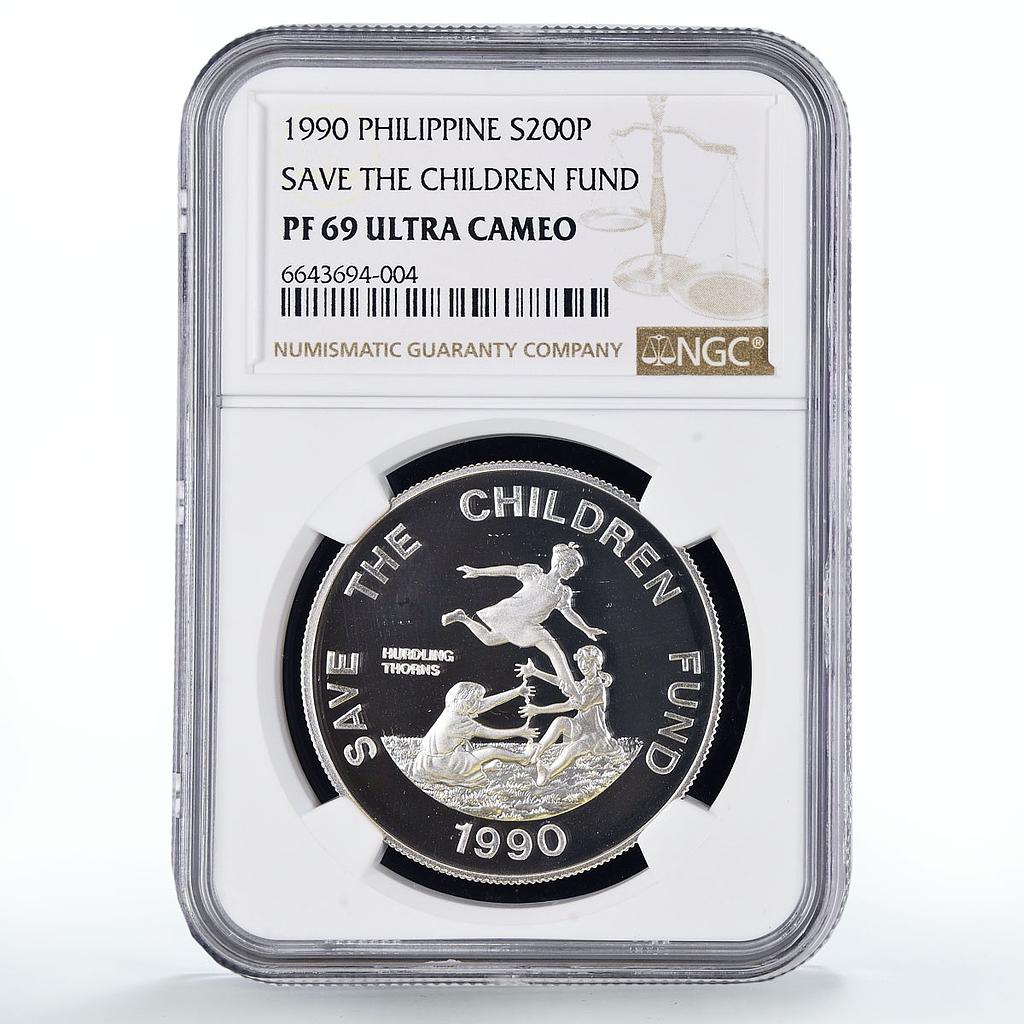 1990 PHILIPPINE S200P
SAVE THE CHILDREN FUND
PF 69 ULTRA CAMEO
6643694-004
NUMISMATIC GUARANTY COMPANY
NGC®
SAVE THE CHILDREN FUND
HURDLING
THORNS
1990